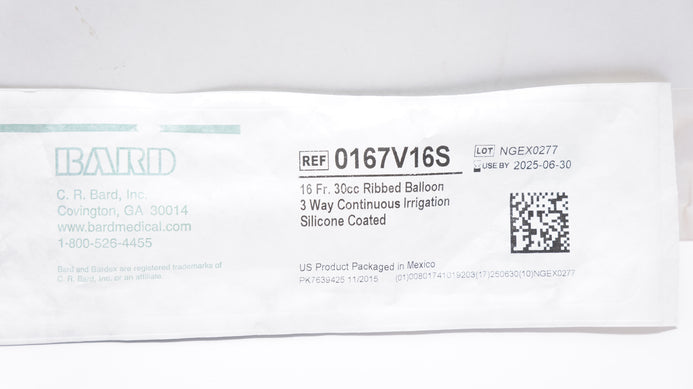 BARD
C. R. Bard, Inc.
Covington, GA 30014
www.bardmedical.com
1-800-526-4455
Bard and Bardex are registered trademarks of
C. R. Bard, Inc. or an affiliate.
REF 0167V16S
16 Fr. 30cc Ribbed Balloon
3 Way Continuous Irrigation
Silicone Coated
LOT NGEX0277
USE BY 2025-06-30
US Product Packaged in Mexico
PK7639425 11/2015 (01)00801741019203(17)250630(10)NGEX0277